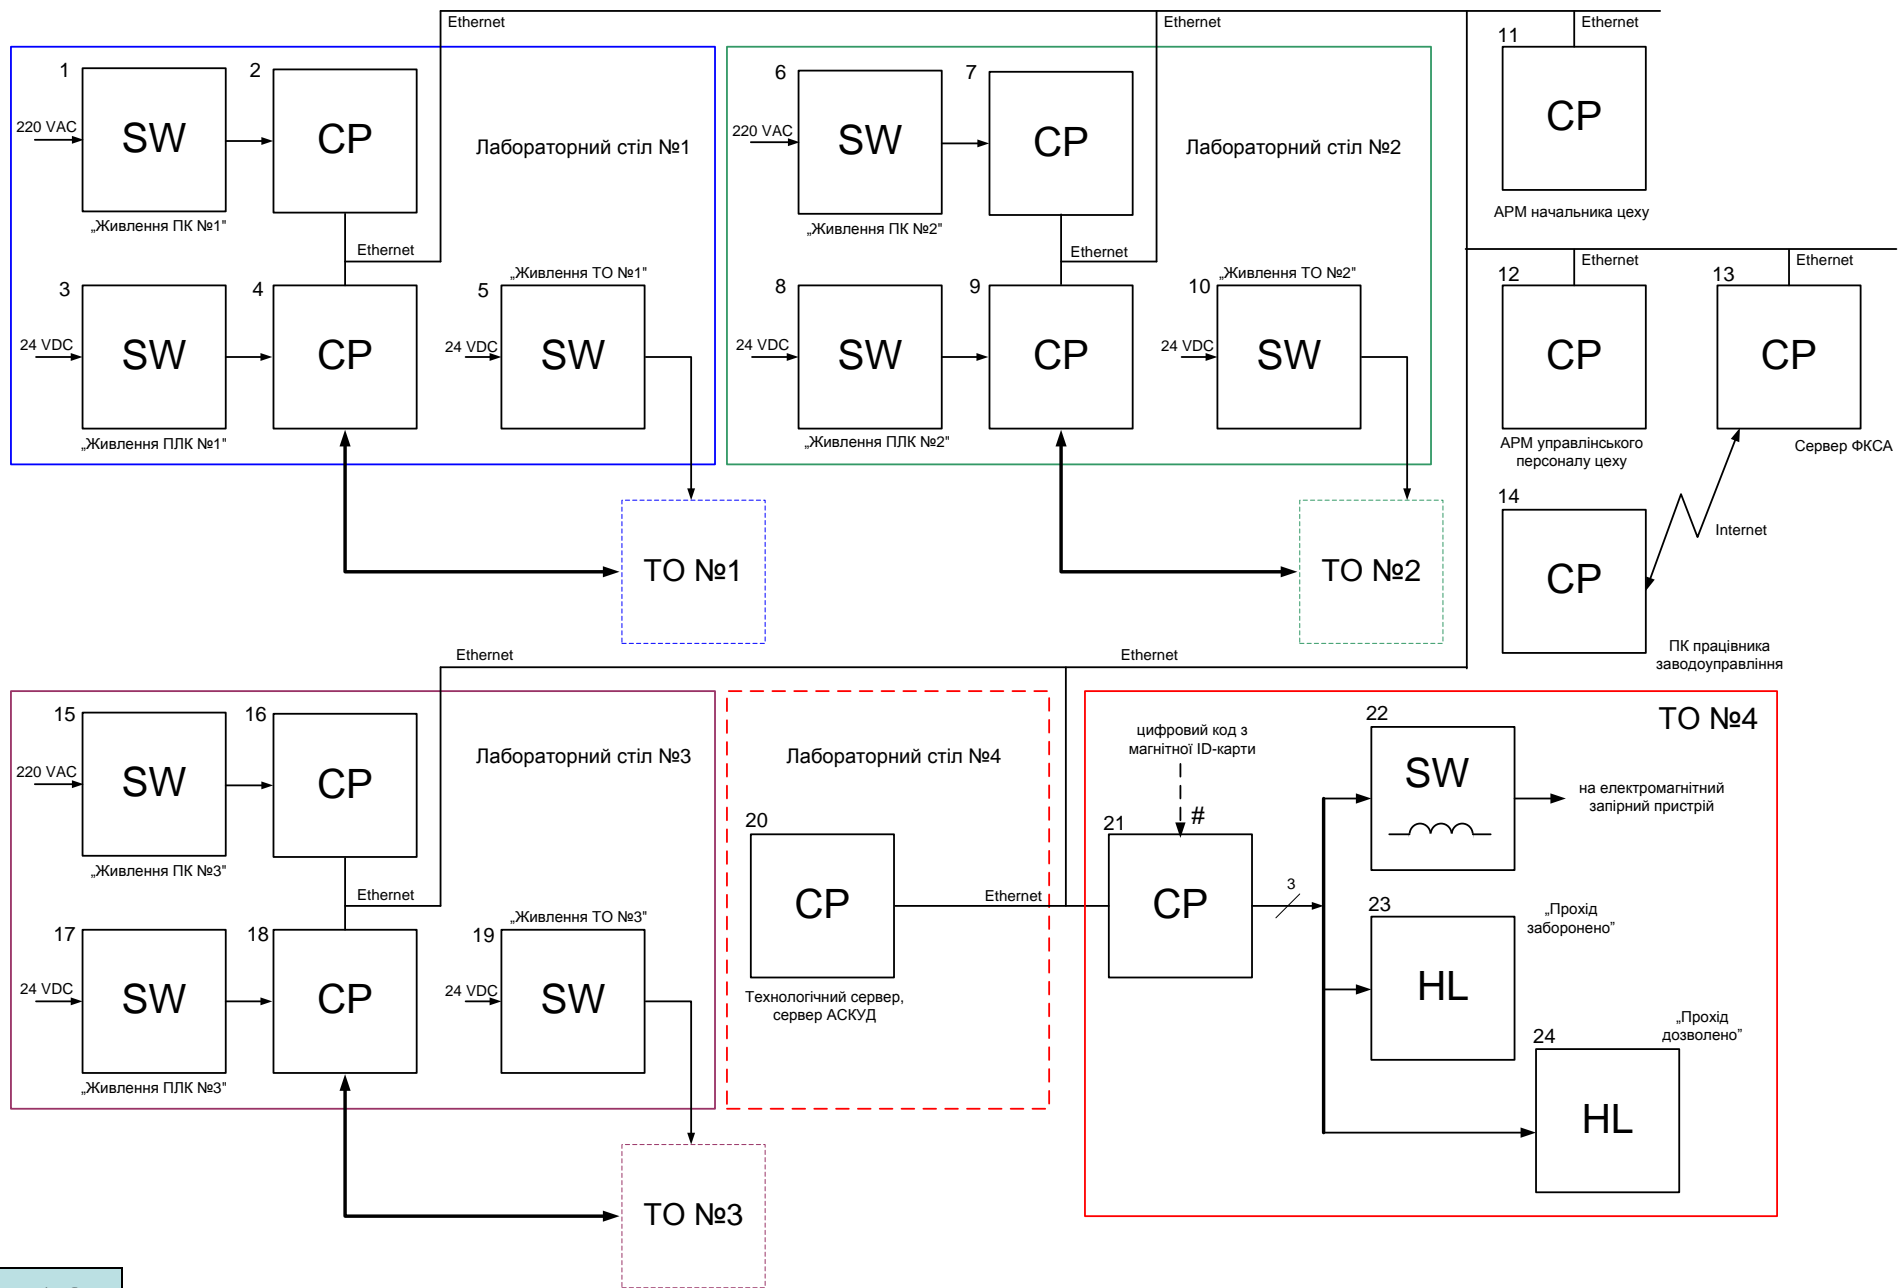 Ethernet
Ethernet
Ethernet
1
2
220 VAC
SW
CP
Лабораторний стіл №1
„Живлення ПК №1"
Ethernet
3
4
„Живлення ТО №1"
5
24 VDC
SW
CP
24 VDC
SW
„Живлення ПЛК №1"
ТО №1
6
7
220 VAC
SW
CP
Лабораторний стіл №2
„Живлення ПК №2"
Ethernet
8
9
„Живлення ТО №2"
10
24 VDC
SW
CP
24 VDC
SW
„Живлення ПЛК №2"
ТО №2
11
CP
АРМ начальника цеху
Ethernet
Ethernet
12
13
CP
CP
АРМ управлінського
персоналу цеху
Сервер ФКСА
14
Internet
CP
ПК працівника
заводоуправління
Ethernet
Ethernet
15
16
220 VAC
SW
CP
Лабораторний стіл №3
„Живлення ПК №3"
Ethernet
17
18
„Живлення ТО №3"
19
24 VDC
SW
CP
24 VDC
SW
„Живлення ПЛК №3"
ТО №3
Лабораторний стіл №4
20
CP
Ethernet
Технологічний сервер,
сервер АСКУД
ТО №4
цифровий код з
магнітної ID-карти
#
21
CP
3
22
SW
на електромагнітний
запірний пристрій
23
„Прохід
заборонено”
HL
24
„Прохід
дозволено”
HL